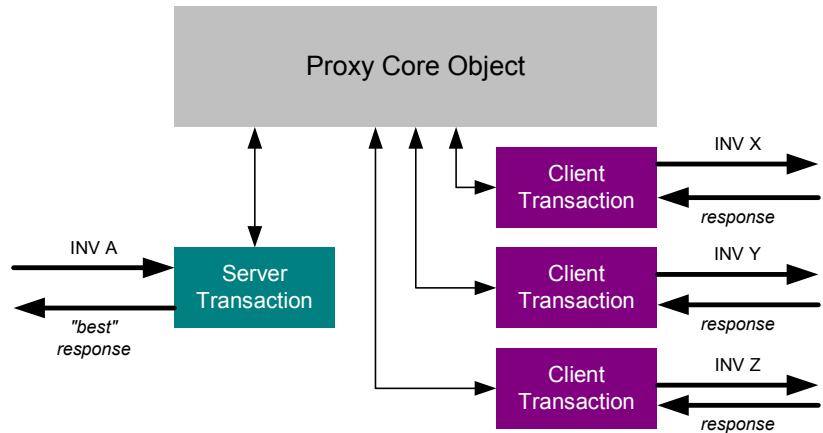 Proxy Core Object
INV A
"best"
response
Server
Transaction
Client
Transaction
INV X
response
Client
Transaction
INV Y
response
Client
Transaction
INV Z
response